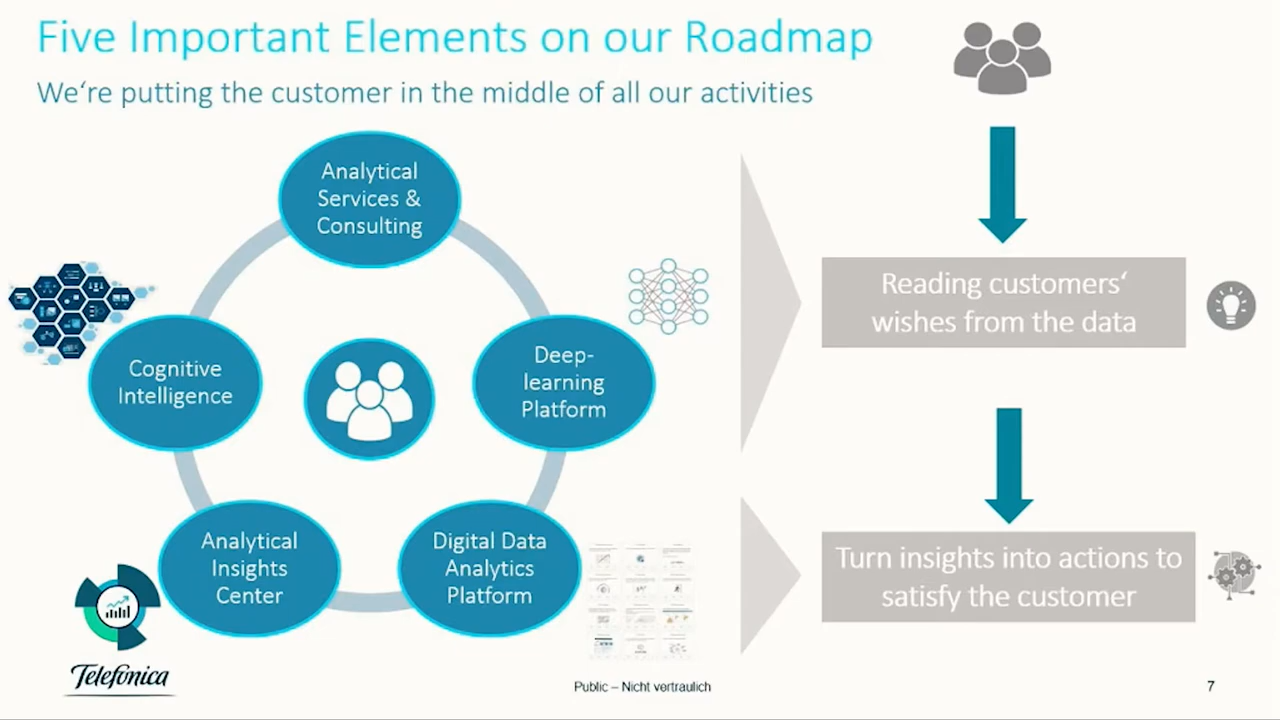 Five Important Elements on our Roadmap
We‘re putting the customer in the middle of all our activities
Analytical
Services &
Consulting
Cognitive
Intelligence
Deep-
learning
Platform
Analytical
Insights
Center
Digital Data
Analytics
Platform
Reading customers‘
wishes from the data
Turn insights into actions to
satisfy the customer
Telefónica
Public – Nicht vertraulich
7